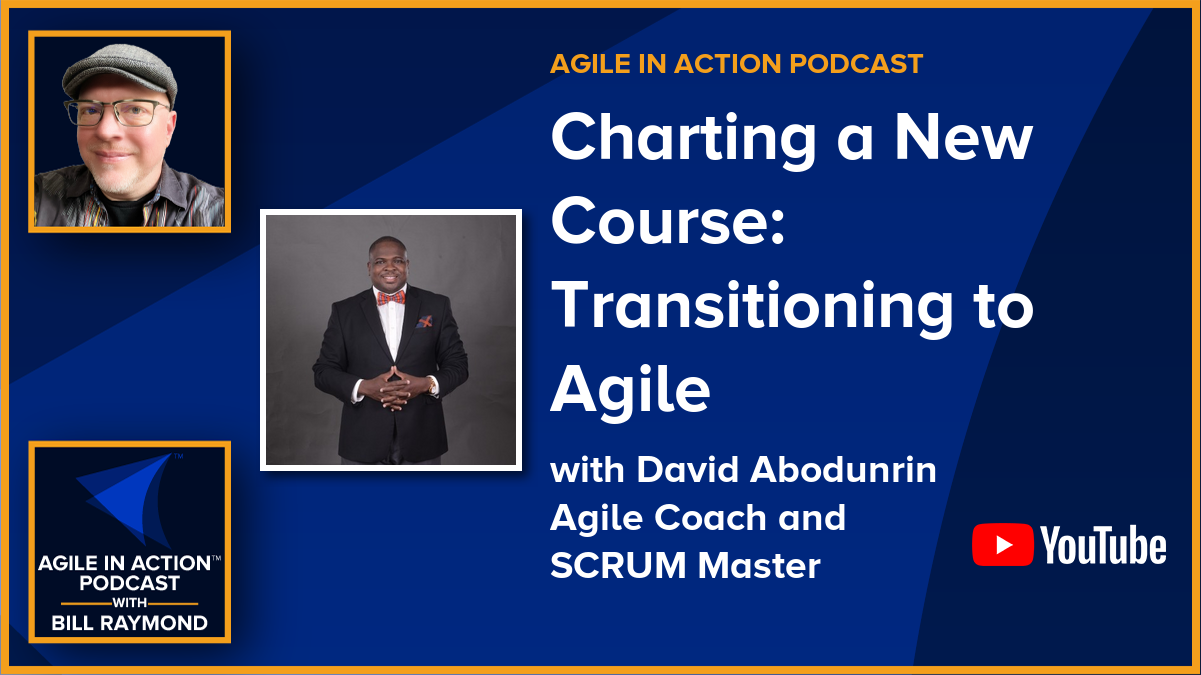 AGILE IN ACTION PODCAST
Charting a New
Course:
Transitioning to
Agile
with David Abodunrin
Agile Coach and
SCRUM Master
YouTube
TM
AGILE IN ACTION™
PODCAST
WITH
BILL RAYMOND